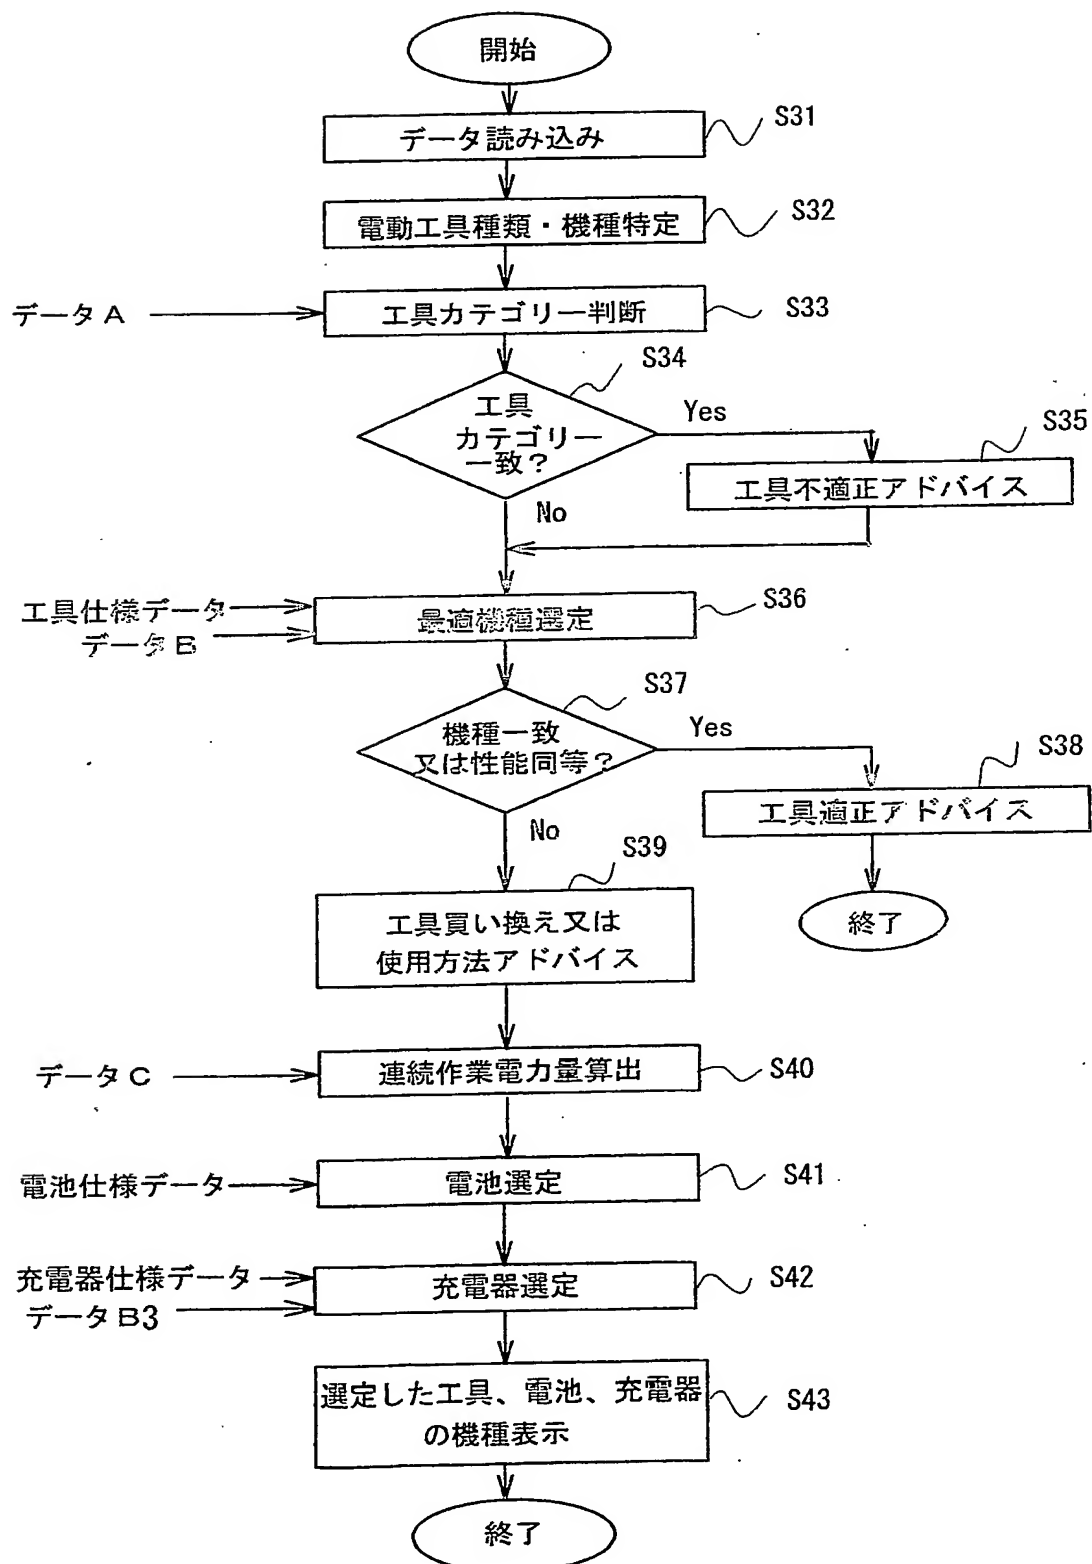 開始
データ読み込み
S31
電動工具種類・機種特定
S32
データA
工具カテゴリー判断
S33
工具
カテゴリー
一致？
S34
Yes
No
工具不適正アドバイス
S35
工具仕様データ
データB
最適機種選定
S36
機種一致
又は性能同等？
S37
Yes
No
工具適正アドバイス
S38
終了
工具買い換え又は
使用方法アドバイス
S39
データC
連続作業電力量算出
S40
電池仕様データ
電池選定
S41
充電器仕様データ
データB3
充電器選定
S42
選定した工具、電池、充電器
の機種表示
S43
終了